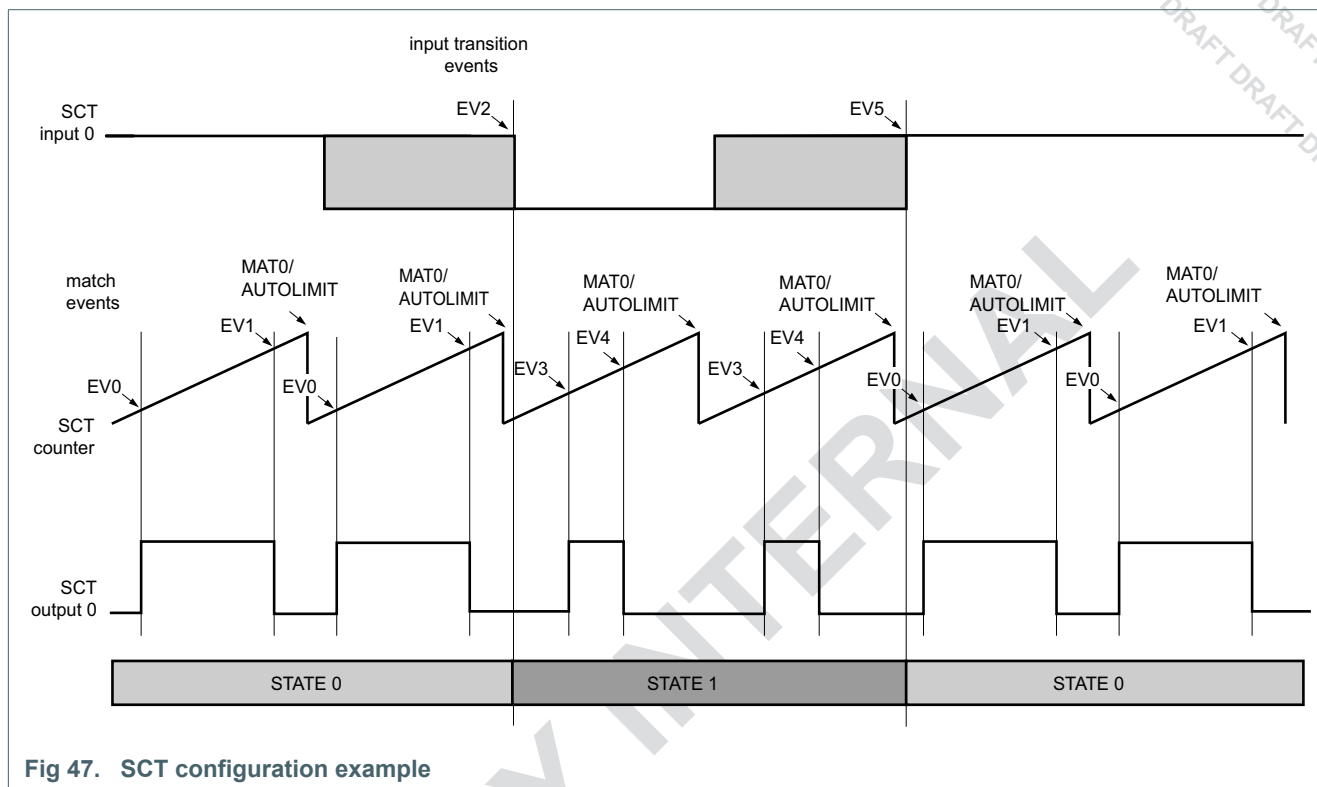 DRAFT DRAFT
DRAFT DRAFT
input transition
events
EV2
EV5
SCT
input 0
match
events
MAT0/
AUTOLIMIT
MAT0/
AUTOLIMIT
MAT0/
AUTOLIMIT
MAT0/
AUTOLIMIT
MAT0/
AUTOLIMIT
MAT0/
AUTOLIMIT
EV1
EV1
EV4
EV4
EV1
EV1
EV0
EV0
EV3
EV3
EV0
EV0
SCT
counter
SCT
output 0
STATE 0
STATE 1
STATE 0
Y INTERNAL
Fig 47. SCT configuration example